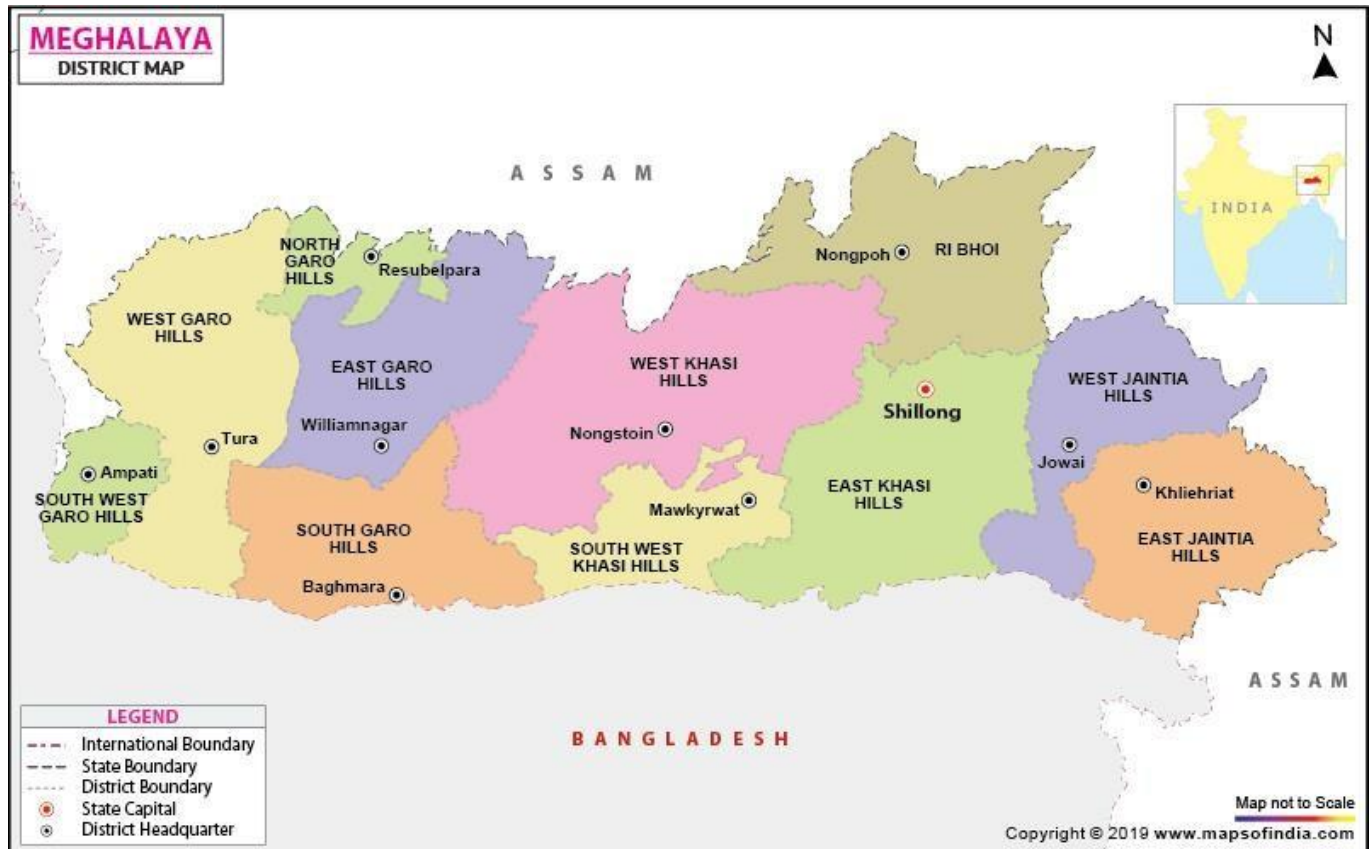 MEGHALAYA
DISTRICT MAP
N
ASSAM
INDIA
NORTH
GARO
HILLS
Resubelpara
Nongpoh
RI BHOI
WEST GARO
HILLS
EAST GARO
HILLS
WEST KHASI
HILLS
WEST JAINTIA
HILLS
Shillong
Williamnagar
Tura
Nongstoin
Jowai
Ampati
SOUTH WEST
GARO HILLS
EAST KHASI
HILLS
Khliehriat
Mawkyrwat
SOUTH GARO
HILLS
SOUTH WEST
KHASI HILLS
EAST JAINTIA
HILLS
Baghmara
ASSAM
BANGLADESH
LEGEND
International Boundary
State Boundary
District Boundary
State Capital
District Headquarter
Map not to Scale
Copyright © 2019 www.mapsofindia.com